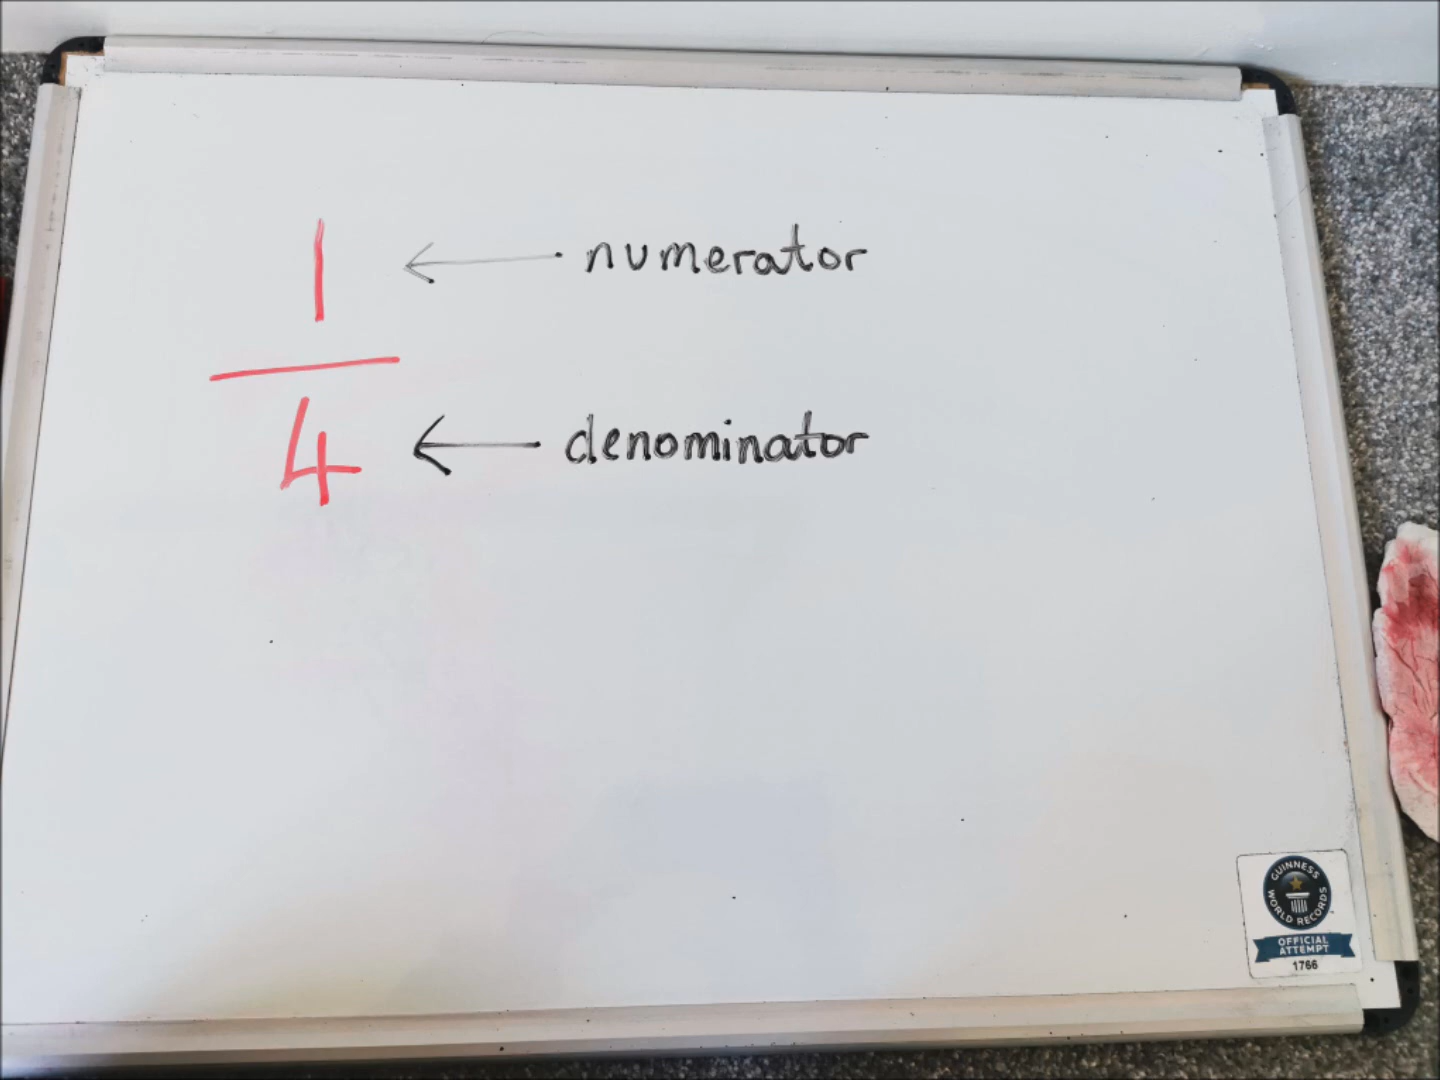 1 ← numerator
4 ← denominator
GUINNESS
WORLD RECORDS
OFFICIAL
ATTEMPT
1766